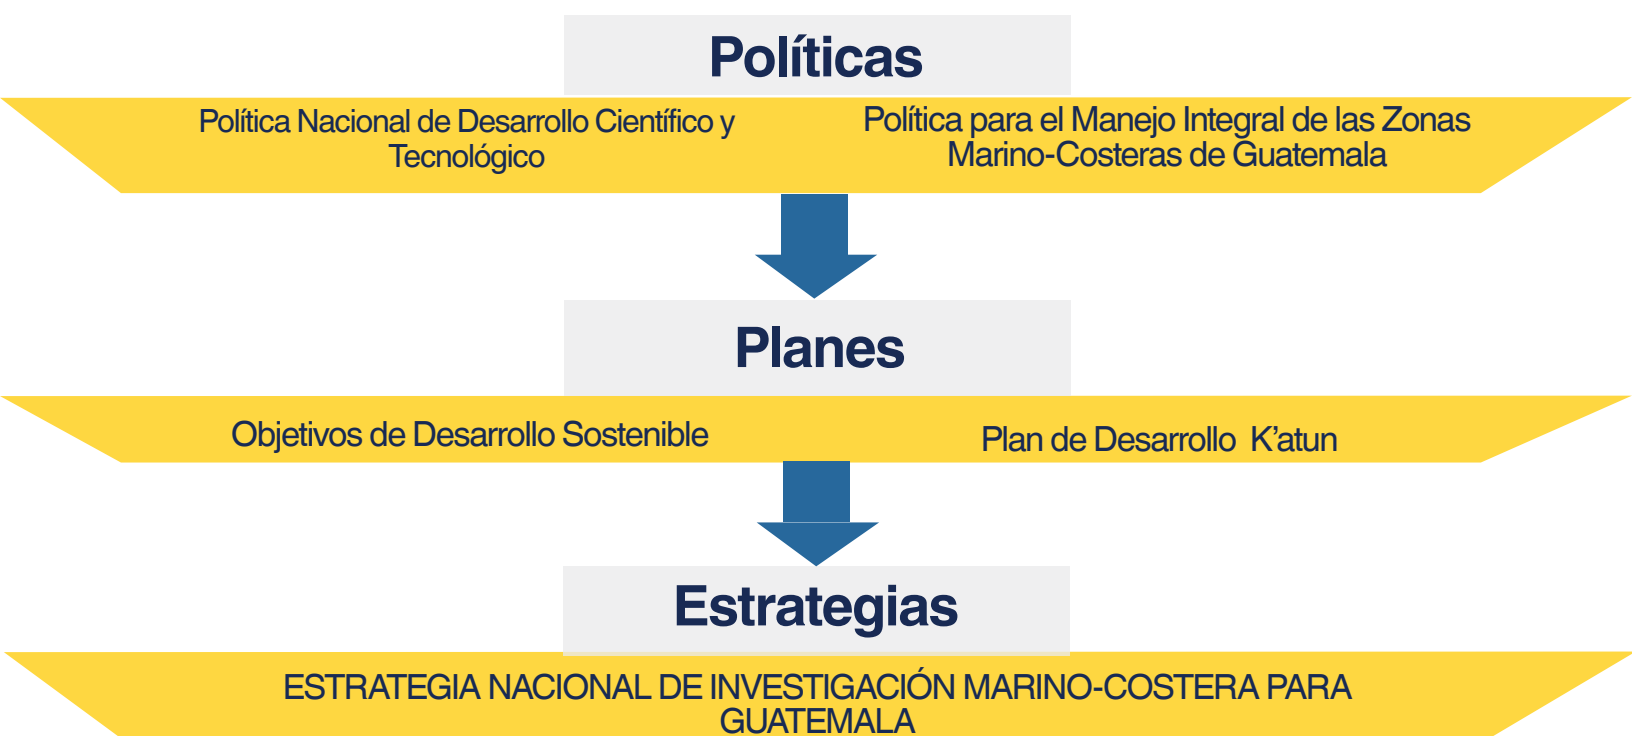 Políticas
Política Nacional de Desarrollo Científico y
Tecnológico
Política para el Manejo Integral de las Zonas
Marino-Costeras de Guatemala
Planes
Objetivos de Desarrollo Sostenible
Plan de Desarrollo K’atun
Estrategias
ESTRATEGIA NACIONAL DE INVESTIGACIÓN MARINO-COSTERA PARA
GUATEMALA